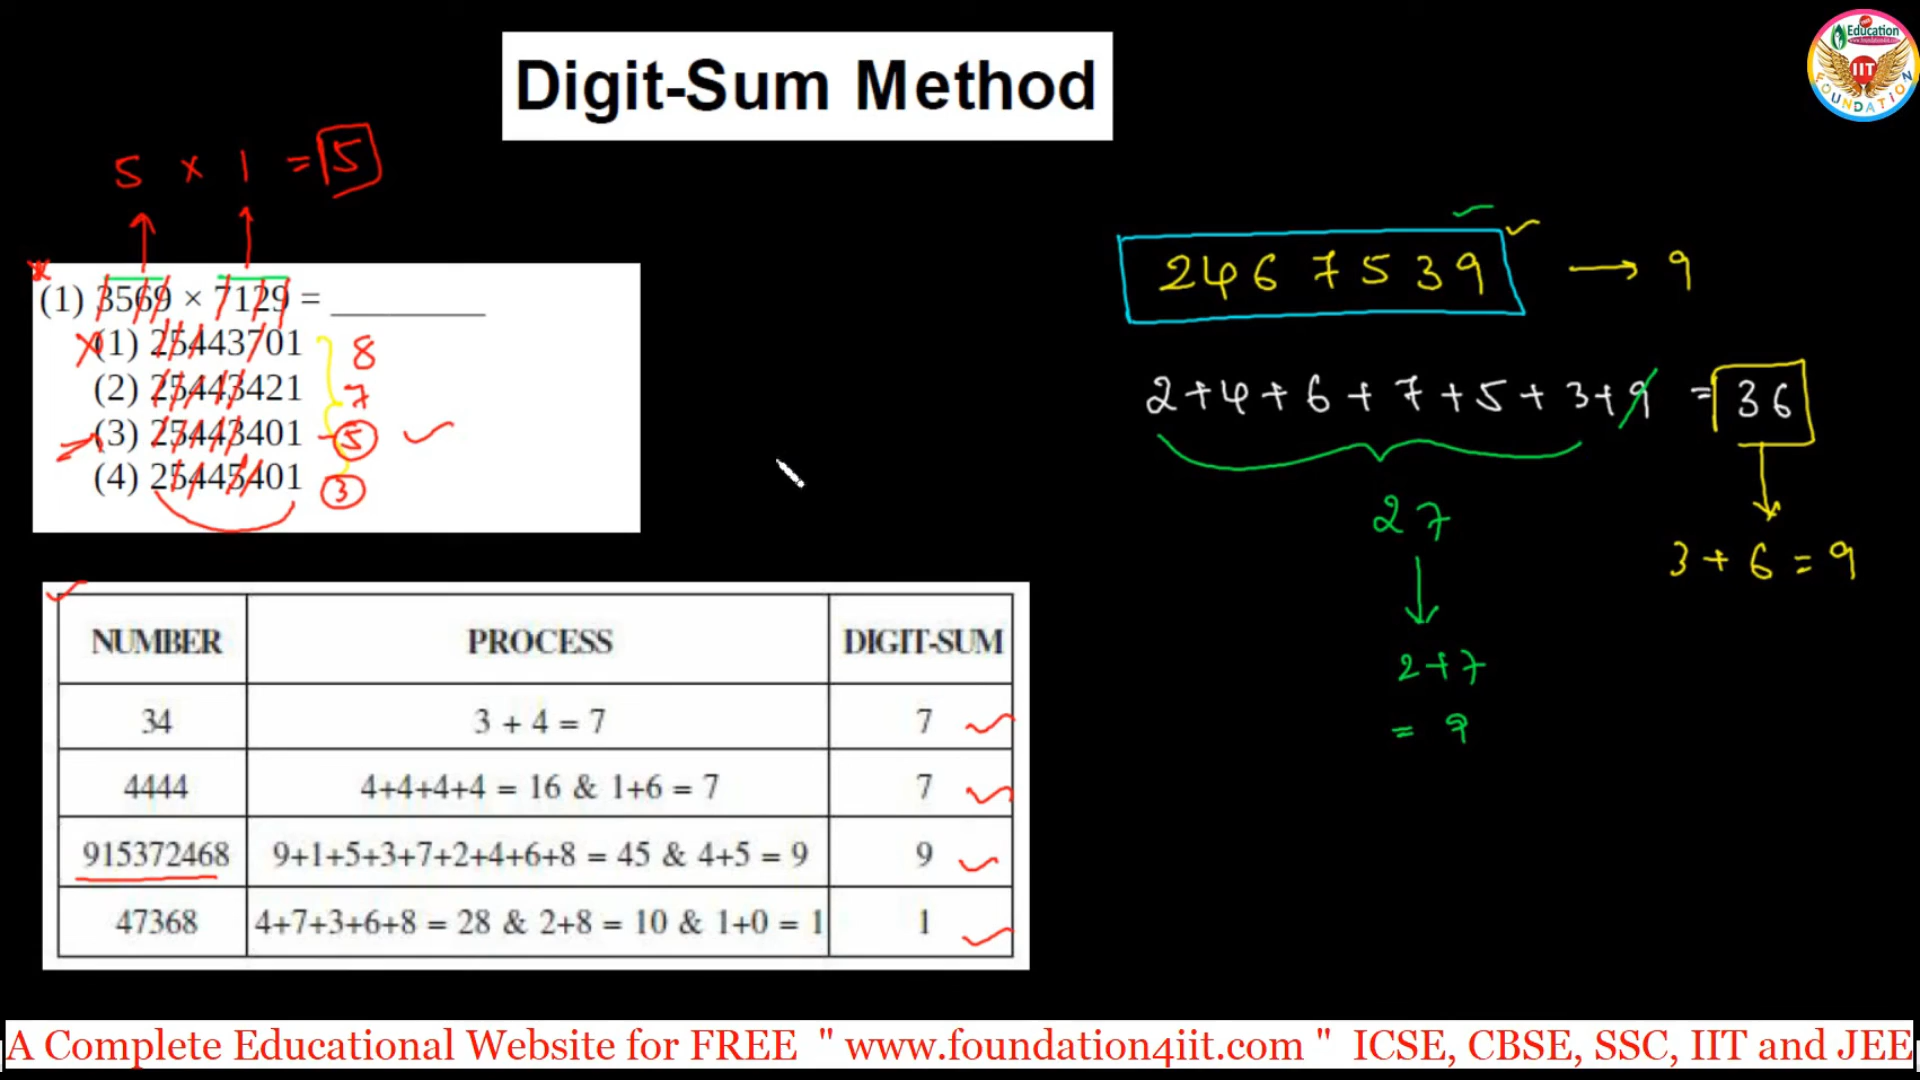 Digit-Sum Method
Education
IIT
FOUNDATION
5 × 1 = 5
(1) 3569 × 7129 = ________
(1) 25443701 8
(2) 25443421 7
(3) 25443401 5
(4) 25445401 3
2467539 → 9
2+4+6+7+5+3+9 = 36
27
3+6=9
2+7
= 9
NUMBER PROCESS DIGIT-SUM
34 3 + 4 = 7 7
4444 4+4+4+4 = 16 & 1+6 = 7 7
915372468 9+1+5+3+7+2+4+6+8 = 45 & 4+5 = 9 9
47368 4+7+3+6+8 = 28 & 2+8 = 10 & 1+0 = 1 1
A Complete Educational Website for FREE " www.foundation4iit.com " ICSE, CBSE, SSC, IIT and JEE